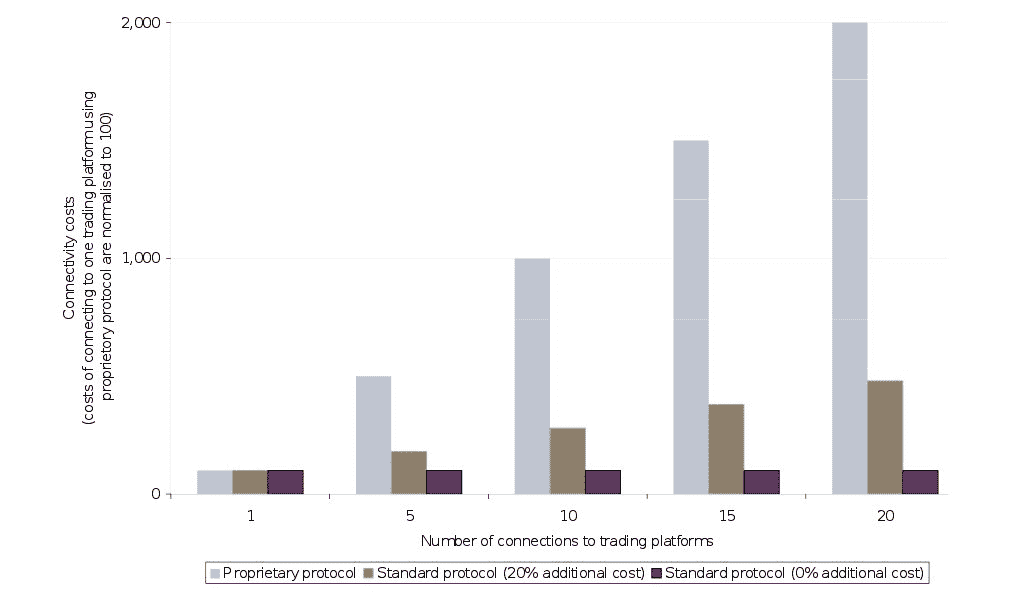 2,000
1,000
0
Connectivity costs
(costs of connecting to one trading platform using
proprietory protocol are normalised to 100)
1 5 10 15 20
Number of connections to trading platforms
Proprietary protocol Standard protocol (20% additional cost) Standard protocol (0% additional cost)